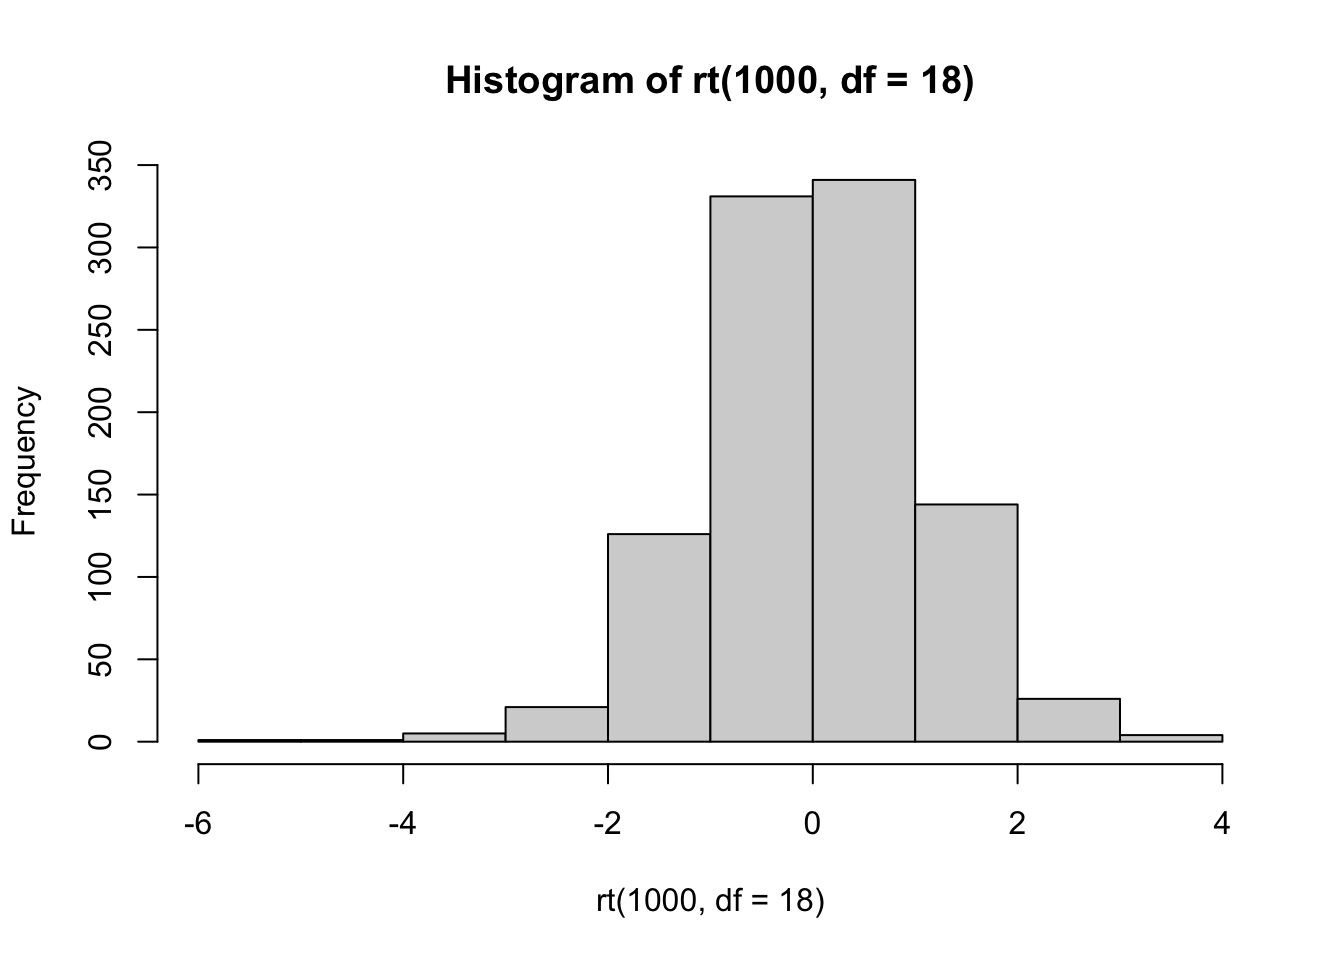 Histogram of rt(1000, df = 18)
Frequency
350
300
250
200
150
100
50
0
-6 -4 -2 0 2 4
rt(1000, df = 18)